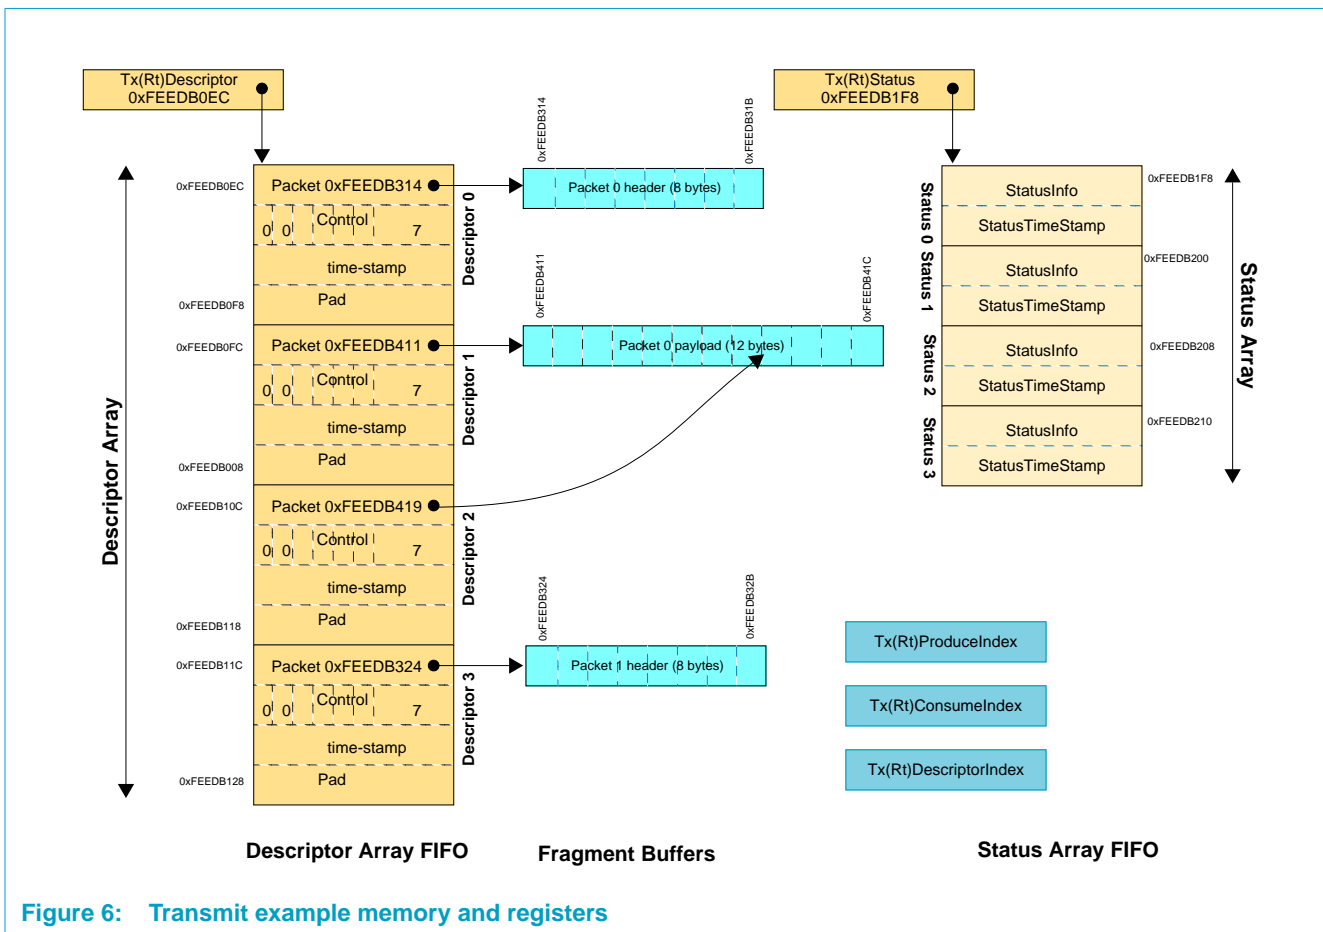 Tx(Rt)Descriptor
0xFEEDB0EC
Tx(Rt)Status
0xFEEDB1F8
0xFEEDB314
0xFEEDB31B
0xFEEDB0EC
Packet 0xFEEDB314
Control
0 0 7
time-stamp
Pad
0xFEEDB0F8
Descriptor 0
Packet 0 header (8 bytes)
0xFEEDB411
0xFEEDB41C
0xFEEDB0FC
Packet 0xFEEDB411
Control
0 0 7
time-stamp
Pad
0xFEEDB008
Descriptor 1
Packet 0 payload (12 bytes)
0xFEEDB10C
Packet 0xFEEDB419
Control
0 0 7
time-stamp
Pad
0xFEEDB118
Descriptor 2
0xFEEDB324
0xFEEDB32B
0xFEEDB11C
Packet 0xFEEDB324
Control
0 0 7
time-stamp
Pad
0xFEEDB128
Descriptor 3
Packet 1 header (8 bytes)
Descriptor Array
Status 0
StatusInfo
StatusTimeStamp
0xFEEDB1F8
Status 1
StatusInfo
StatusTimeStamp
0xFEEDB200
Status 2
StatusInfo
StatusTimeStamp
0xFEEDB208
Status 3
StatusInfo
StatusTimeStamp
0xFEEDB210
Status Array
Tx(Rt)ProduceIndex
Tx(Rt)ConsumeIndex
Tx(Rt)DescriptorIndex
Descriptor Array FIFO
Fragment Buffers
Status Array FIFO
Figure 6: Transmit example memory and registers